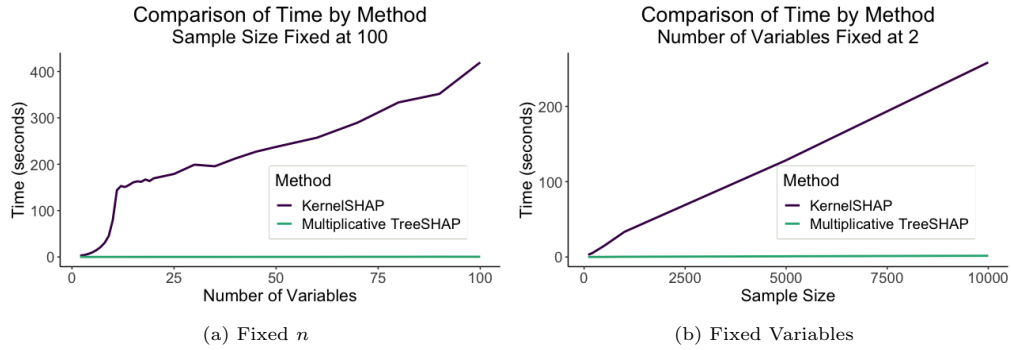 Comparison of Time by Method
Sample Size Fixed at 100
400
300
200
100
0
Time (seconds)
Method
KernelSHAP
Multiplicative TreeSHAP
0 25 50 75 100
Number of Variables
(a) Fixed n
Comparison of Time by Method
Number of Variables Fixed at 2
200
100
0
Time (seconds)
Method
KernelSHAP
Multiplicative TreeSHAP
0 2500 5000 7500 10000
Sample Size
(b) Fixed Variables